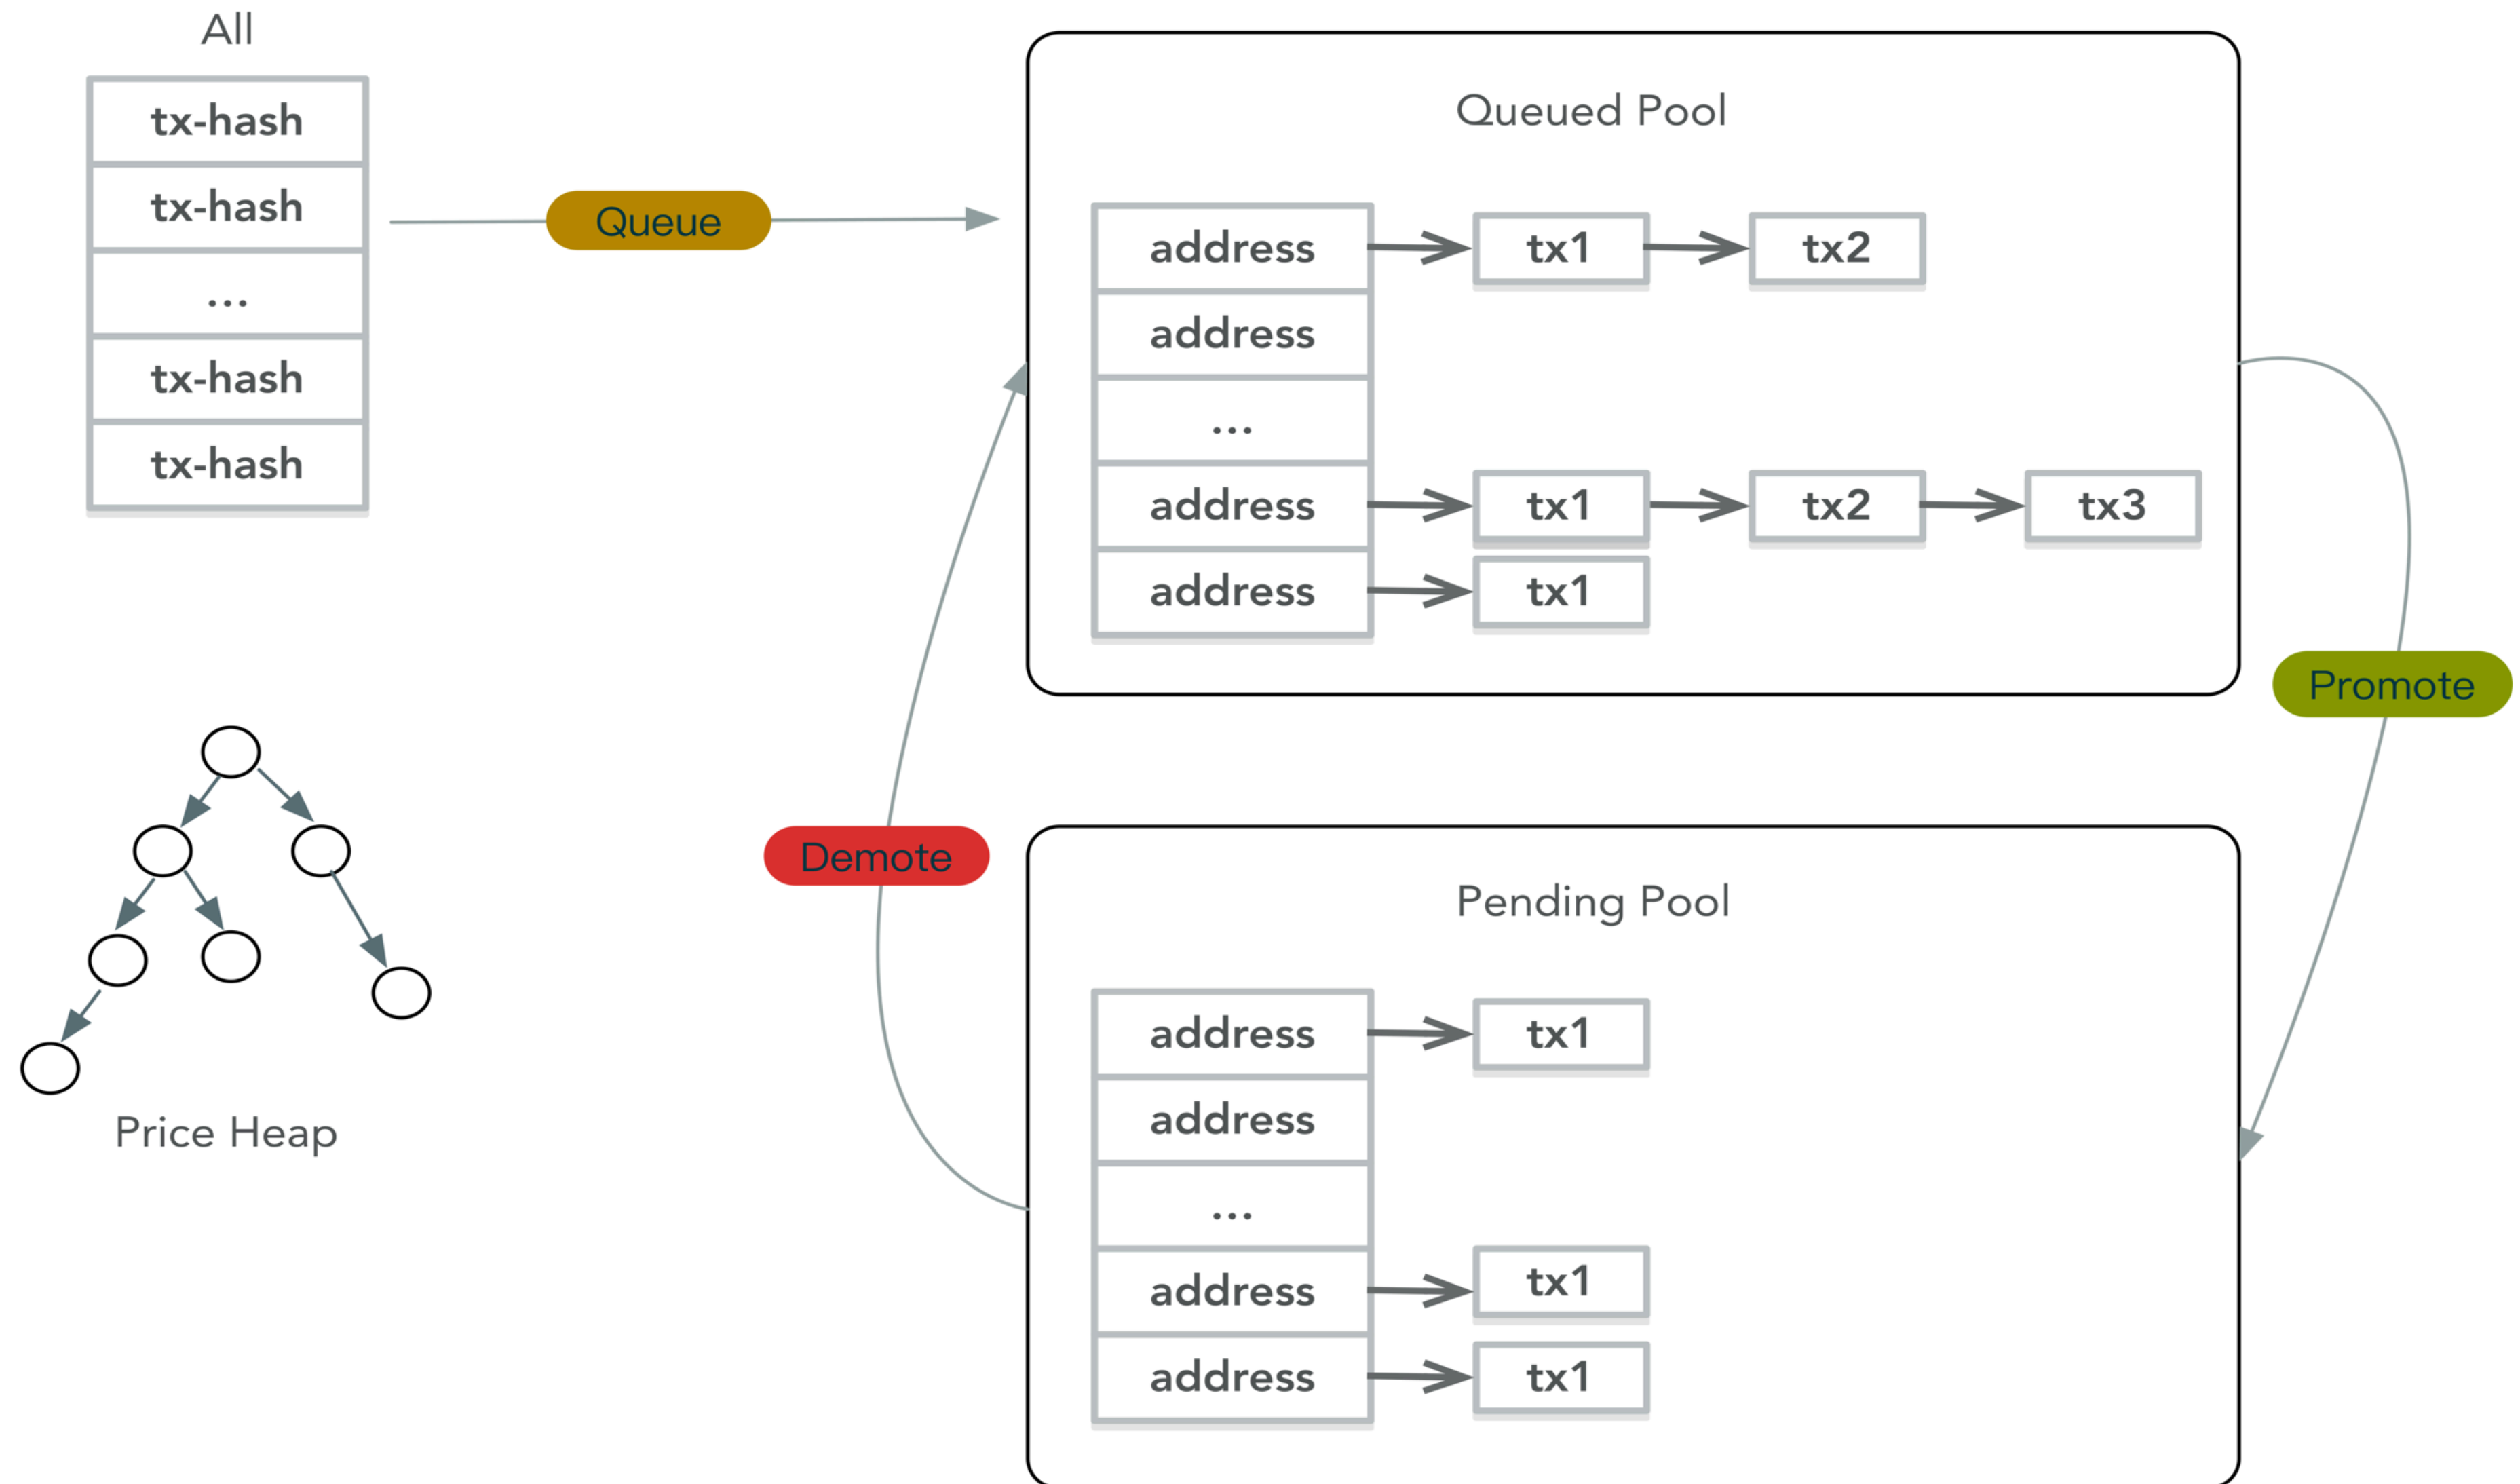 All
tx-hash
tx-hash
...
tx-hash
tx-hash
Queue
Queued Pool
address tx1 tx2
address
...
address tx1 tx2 tx3
address tx1
Promote
Demote
Price Heap
Pending Pool
address tx1
address
...
address tx1
address tx1